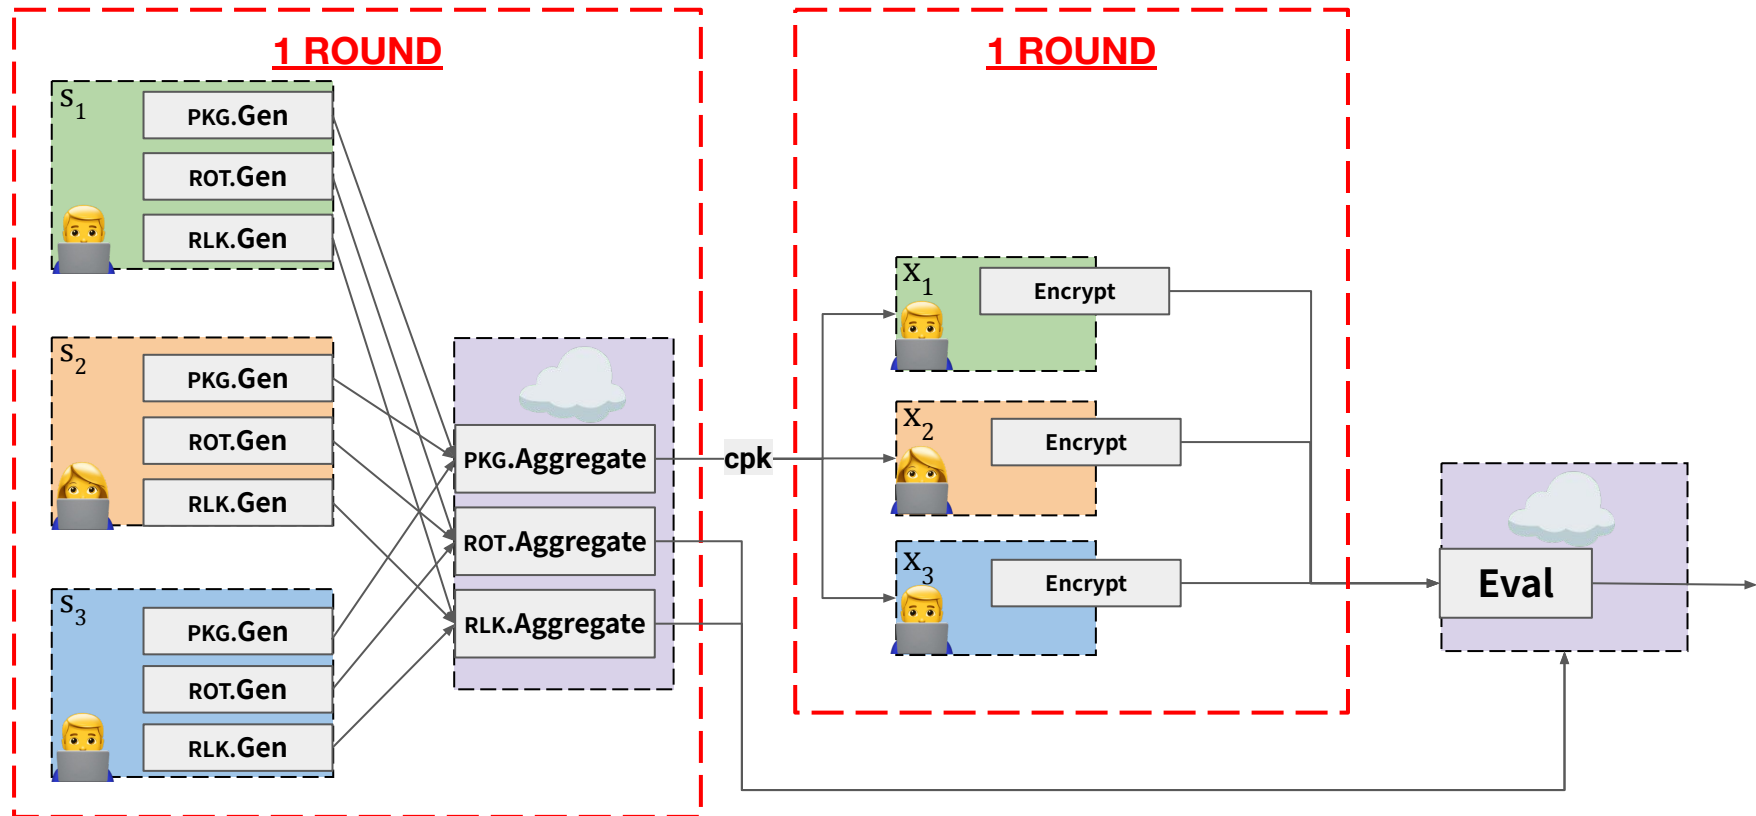 1 ROUND
s1
PKG.Gen
ROT.Gen
RLK.Gen
s2
PKG.Gen
ROT.Gen
RLK.Gen
s3
PKG.Gen
ROT.Gen
RLK.Gen
PKG.Aggregate
ROT.Aggregate
RLK.Aggregate
cpk
1 ROUND
x1
Encrypt
x2
Encrypt
x3
Encrypt
Eval